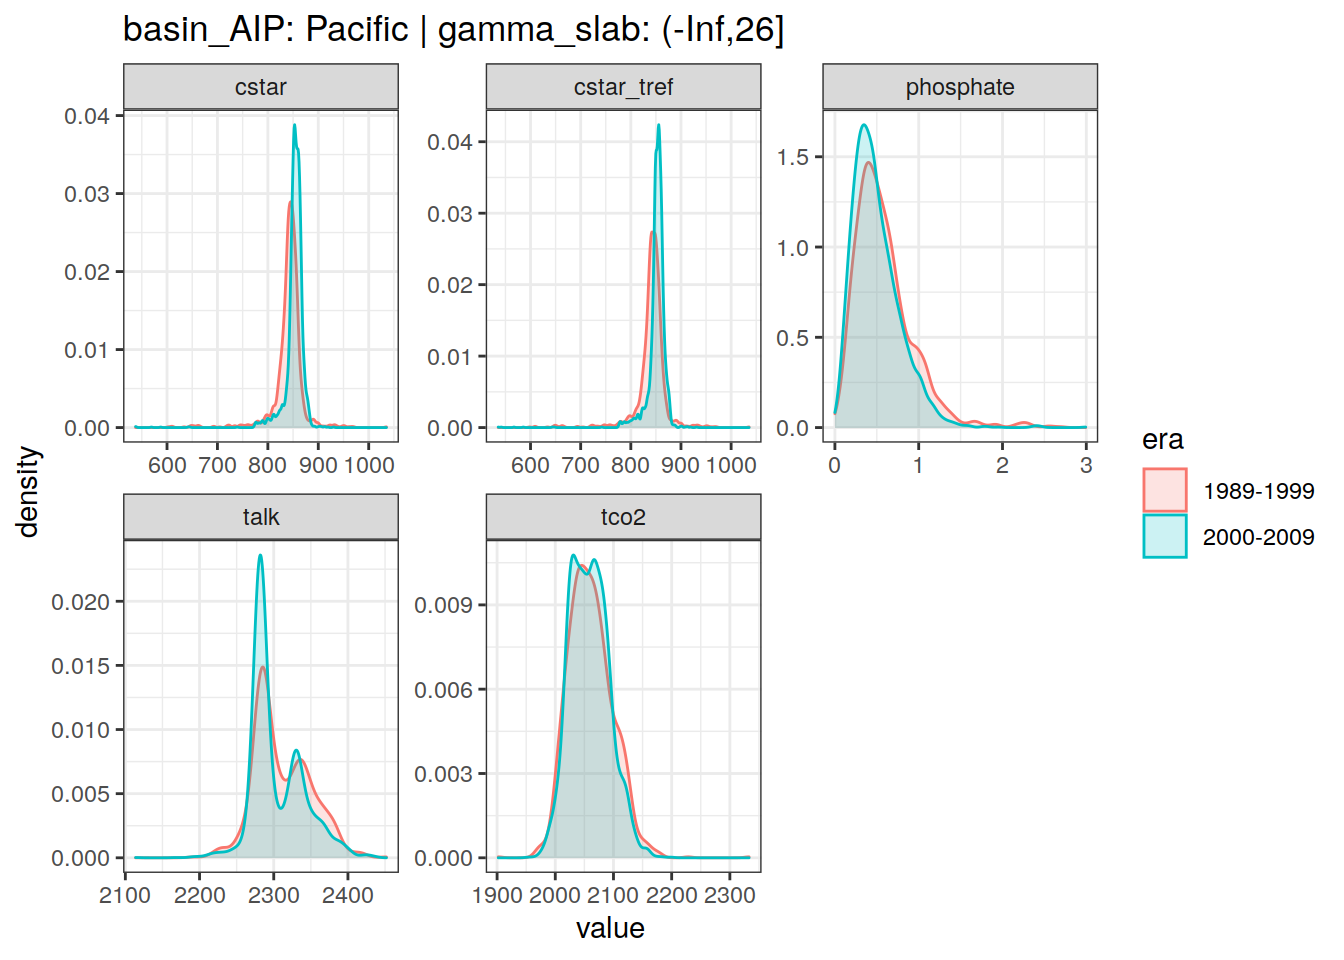 basin_AIP: Pacific | gamma_slab: (-Inf,26]
cstar
cstar_tref
phosphate
0.04
0.03
0.02
0.01
0.00
600 700 800 900 1000
0.04
0.03
0.02
0.01
0.00
600 700 800 900 1000
1.5
1.0
0.5
0.0
0 1 2 3
talk
tco2
0.020
0.015
0.010
0.005
0.000
2100 2200 2300 2400
0.009
0.006
0.003
0.000
1900 2000 2100 2200 2300
density
value
era
1989-1999
2000-2009